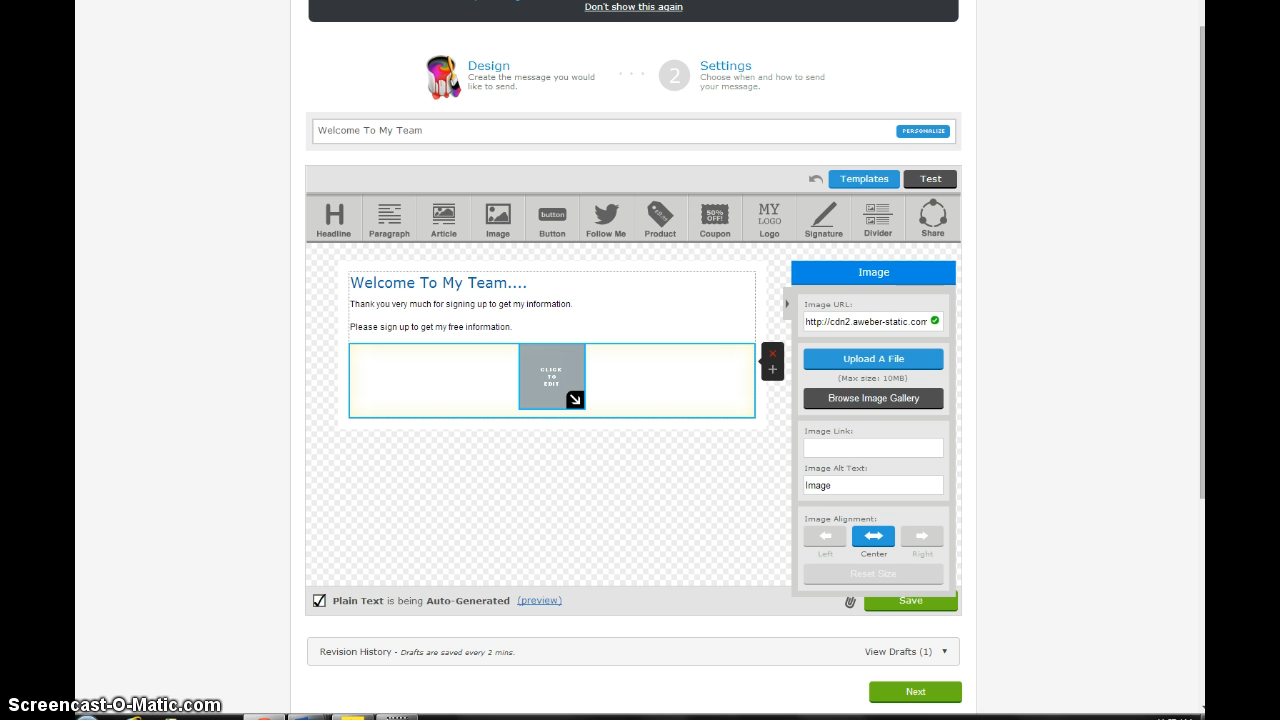 Don't show this again
Design
Create the message you would
like to send.
2
Settings
Choose when and how to send
your message.
Welcome To My Team
PERSONALIZE
Templates
Test
H
Headline
Paragraph
Article
Image
button
Button
Follow Me
Product
50%
OFF!
Coupon
MY
LOGO
Logo
Signature
Divider
Share
Welcome To My Team....
Thank you very much for signing up to get my information.
Please sign up to get my free information.
CLICK
TO
EDIT
Image
Image URL:
http://cdn2.aweber-static.com
Upload A File
(Max size: 10MB)
Browse Image Gallery
Image Link:
Image Alt Text:
Image
Image Alignment:
Left
Center
Right
Reset Size
Plain Text is being Auto-Generated (preview)
Save
Revision History - Drafts are saved every 2 mins.
View Drafts (1)
Next
Screencast-O-Matic.com